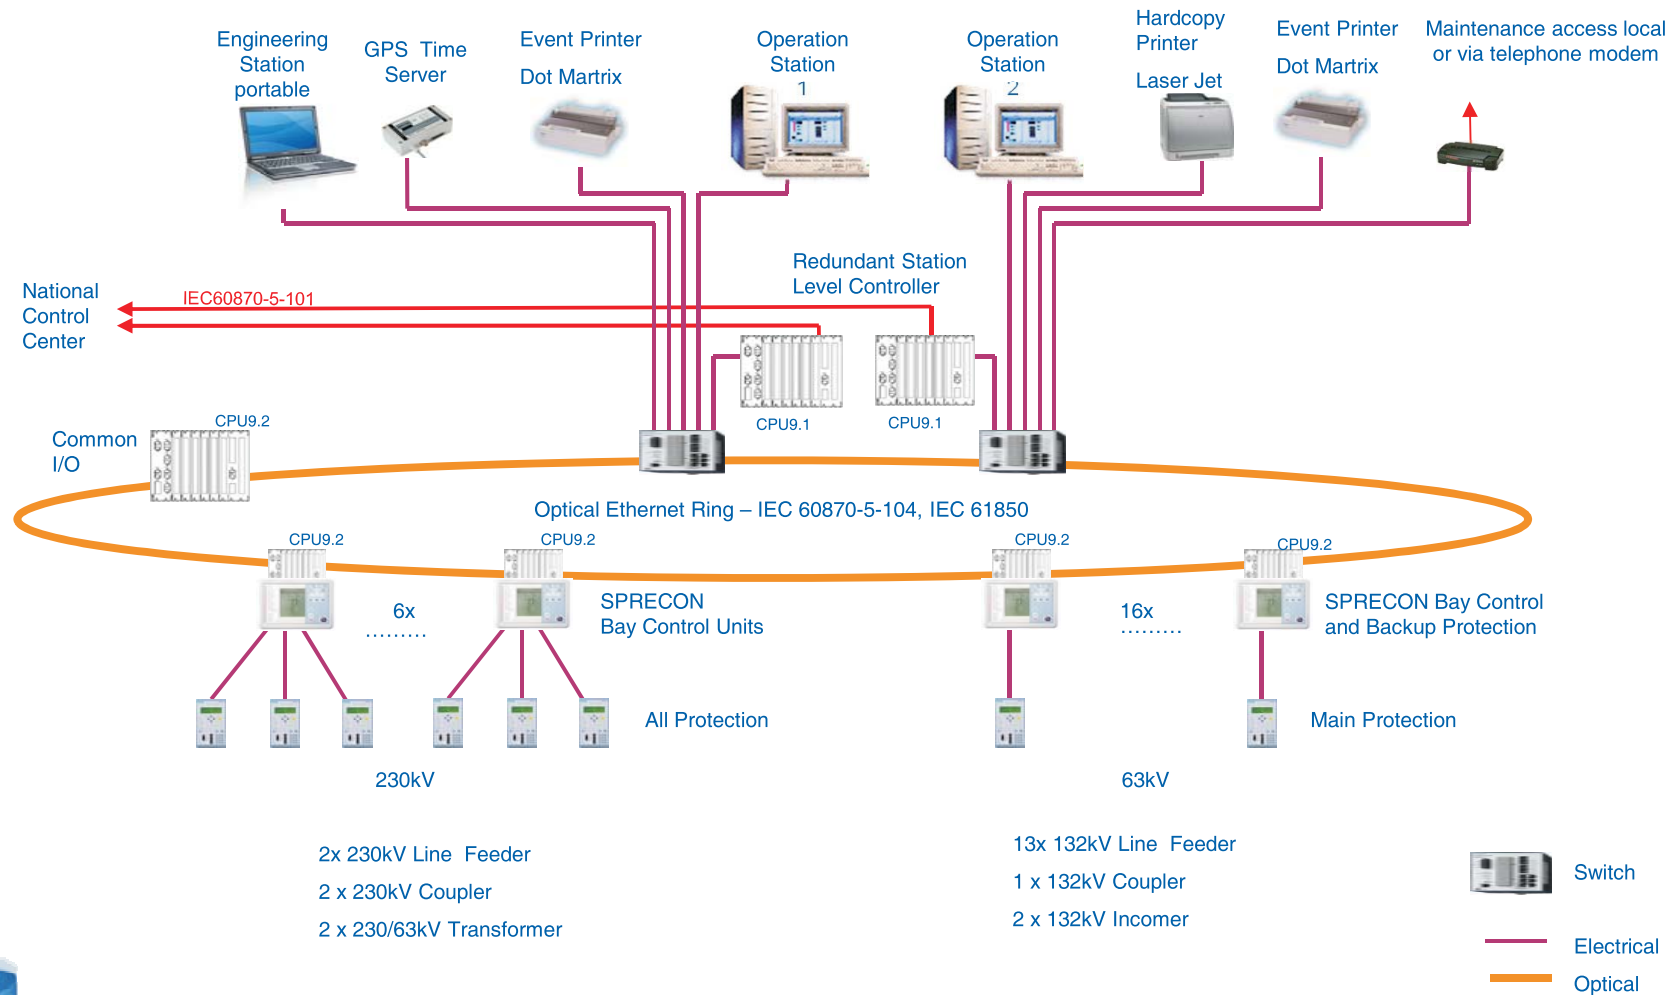 Engineering
Station
portable
GPS Time
Server
Event Printer
Dot Martrix
Operation
Station
1
Operation
Station
2
Hardcopy
Printer
Laser Jet
Event Printer
Dot Martrix
Maintenance access local
or via telephone modem
National
Control
Center
IEC60870-5-101
Redundant Station
Level Controller
CPU9.1
CPU9.1
Common
I/O
CPU9.2
Optical Ethernet Ring – IEC 60870-5-104, IEC 61850
CPU9.2
CPU9.2
CPU9.2
CPU9.2
6x
.........
SPRECON
Bay Control Units
16x
.........
SPRECON Bay Control
and Backup Protection
All Protection
Main Protection
230kV
63kV
2x 230kV Line Feeder
2 x 230kV Coupler
2 x 230/63kV Transformer
13x 132kV Line Feeder
1 x 132kV Coupler
2 x 132kV Incomer
Switch
Electrical
Optical